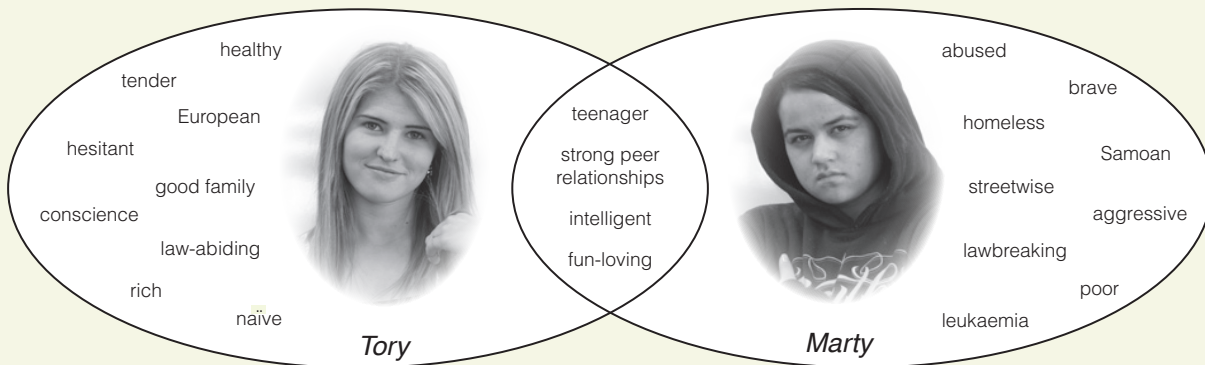 healthy
tender
European
hesitant
good family
conscience
law-abiding
rich
naïve
Tory
teenager
strong peer
relationships
intelligent
fun-loving
abused
brave
homeless
Samoan
streetwise
aggressive
lawbreaking
poor
leukaemia
Marty